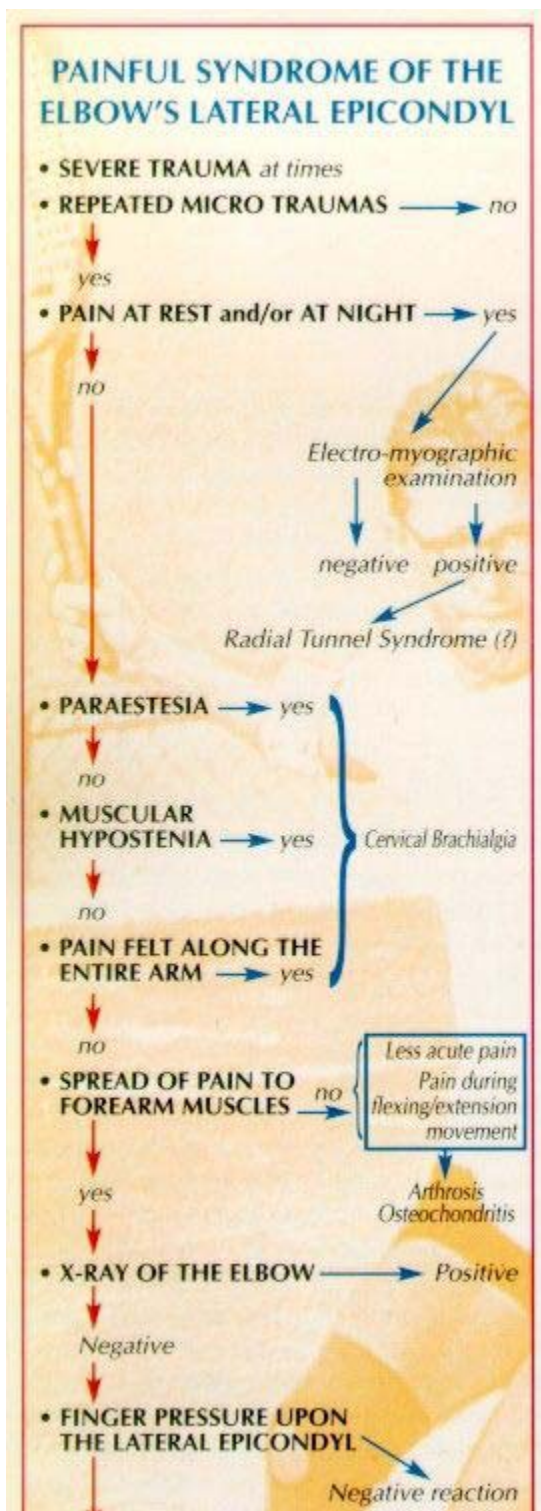 PAINFUL SYNDROME OF THE
ELBOW'S LATERAL EPICONDYL
• SEVERE TRAUMA at times
• REPEATED MICRO TRAUMAS no
yes
• PAIN AT REST and/or AT NIGHT yes
no
Electro-myographic
examination
negative positive
Radial Tunnel Syndrome (?)
• PARAESTESIA yes
no
• MUSCULAR
HYPOSTENIA yes
Cervical Brachialgia
no
• PAIN FELT ALONG THE
ENTIRE ARM yes
no
• SPREAD OF PAIN TO
FOREARM MUSCLES no
Less acute pain
Pain during
flexing/extension
movement
yes
Arthrosis
Osteochondritis
• X-RAY OF THE ELBOW Positive
Negative
• FINGER PRESSURE UPON
THE LATERAL EPICONDYL
Negative reaction